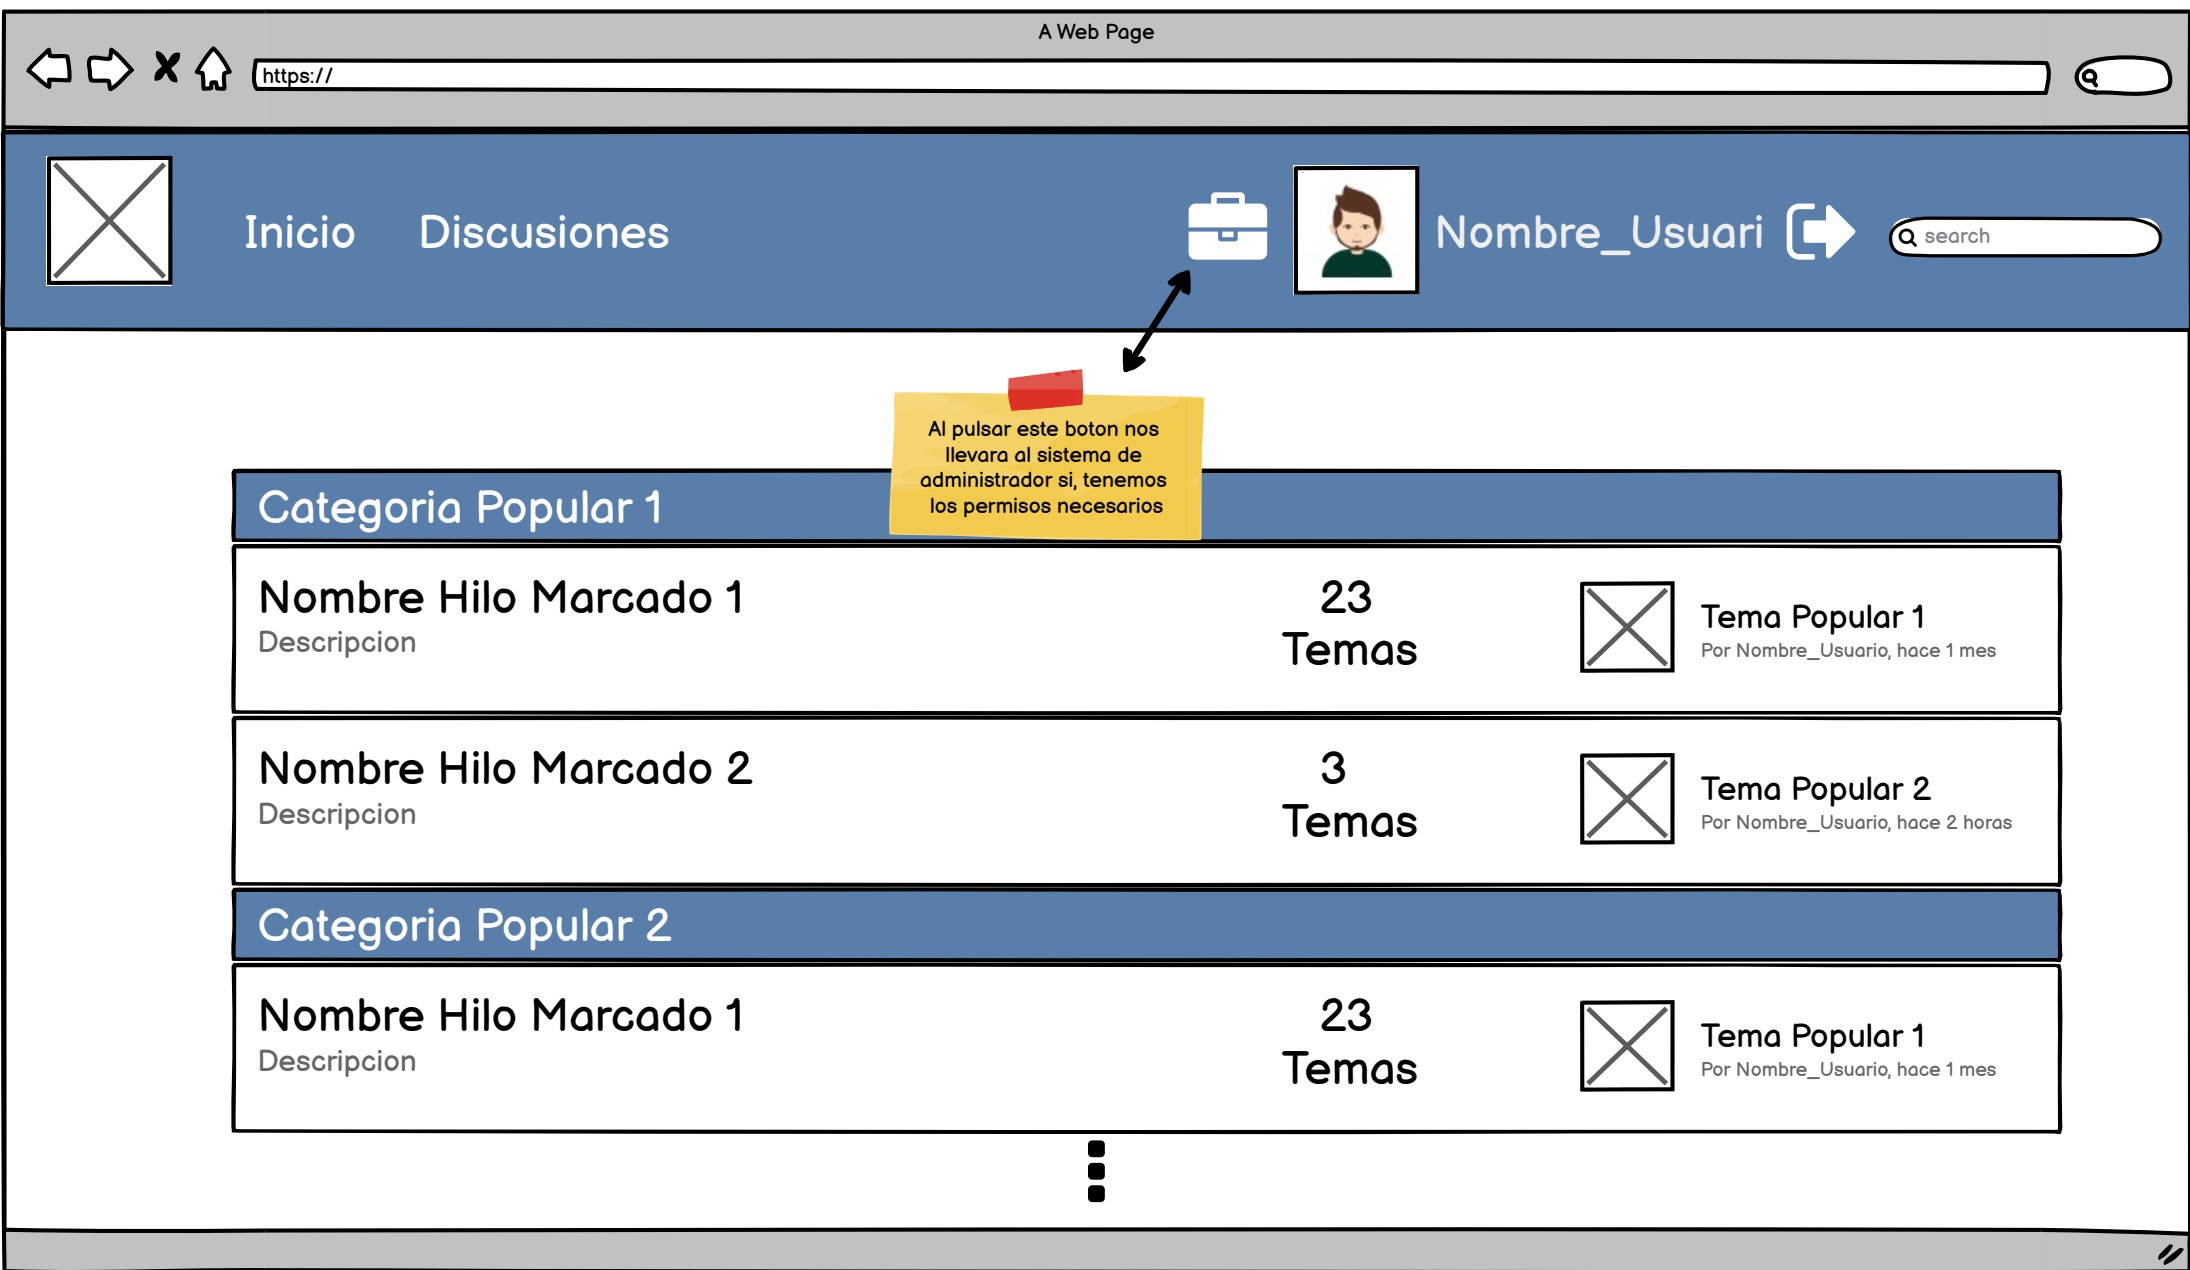 A Web Page
https://
Inicio Discusiones Nombre_Usuari search
Al pulsar este boton nos
llevara al sistema de
administrador si, tenemos
los permisos necesarios
Categoria Popular 1
Nombre Hilo Marcado 1
Descripcion
23
Temas
Tema Popular 1
Por Nombre_Usuario, hace 1 mes
Nombre Hilo Marcado 2
Descripcion
3
Temas
Tema Popular 2
Por Nombre_Usuario, hace 2 horas
Categoria Popular 2
Nombre Hilo Marcado 1
Descripcion
23
Temas
Tema Popular 1
Por Nombre_Usuario, hace 1 mes